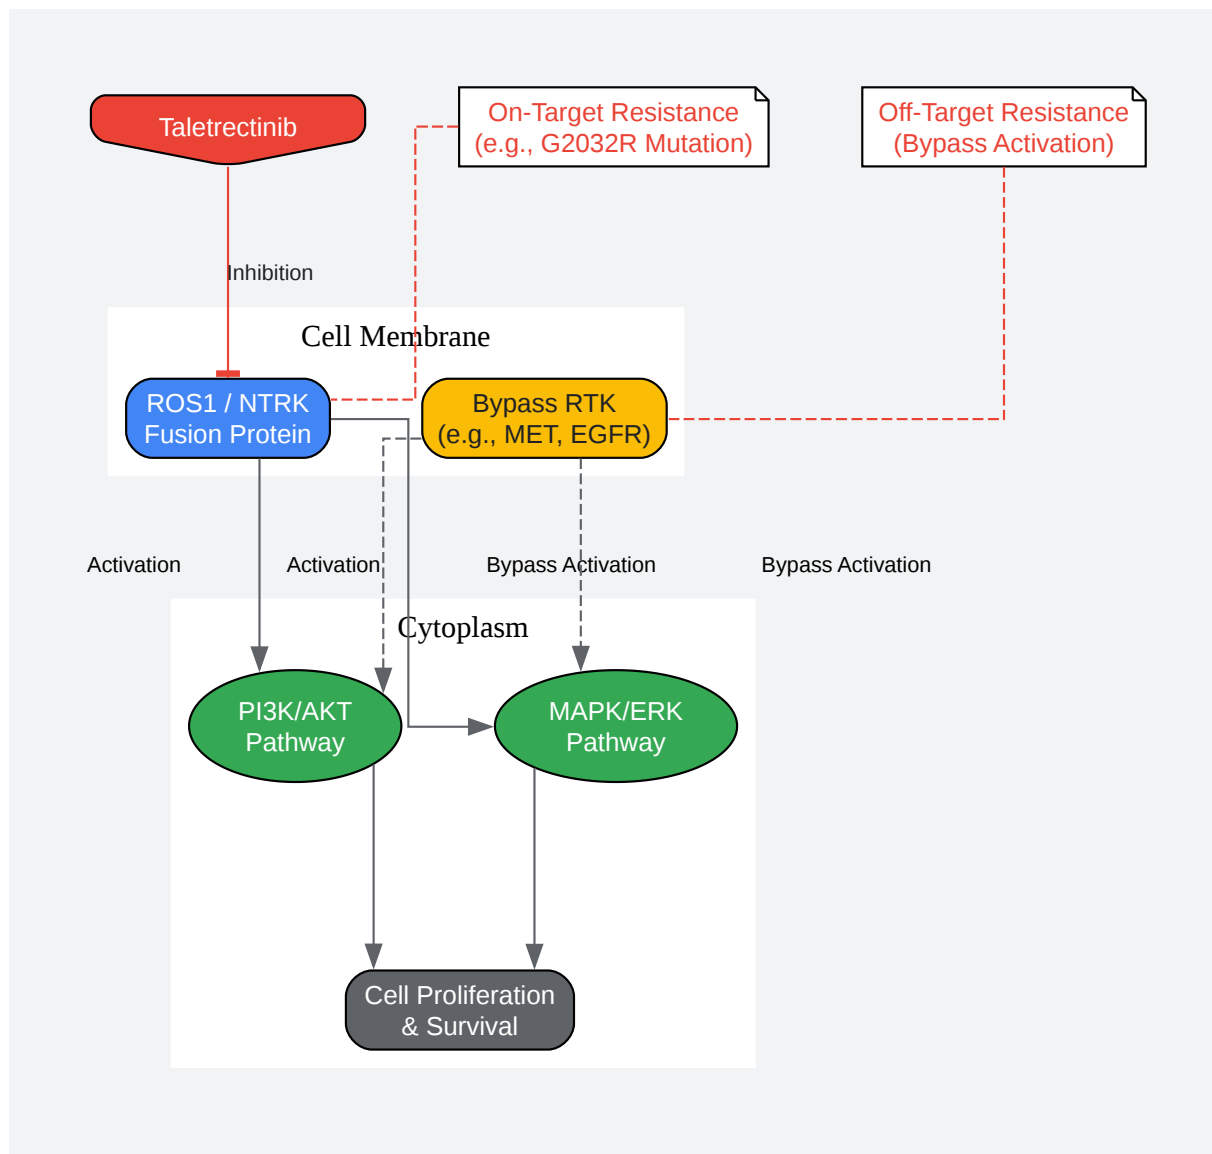 Taletrectinib
On-Target Resistance
(e.g., G2032R Mutation)
Off-Target Resistance
(Bypass Activation)
Inhibition
Cell Membrane
ROS1 / NTRK
Fusion Protein
Bypass RTK
(e.g., MET, EGFR)
Activation
Activation
Bypass Activation
Bypass Activation
Cytoplasm
PI3K/AKT
Pathway
MAPK/ERK
Pathway
Cell Proliferation
& Survival